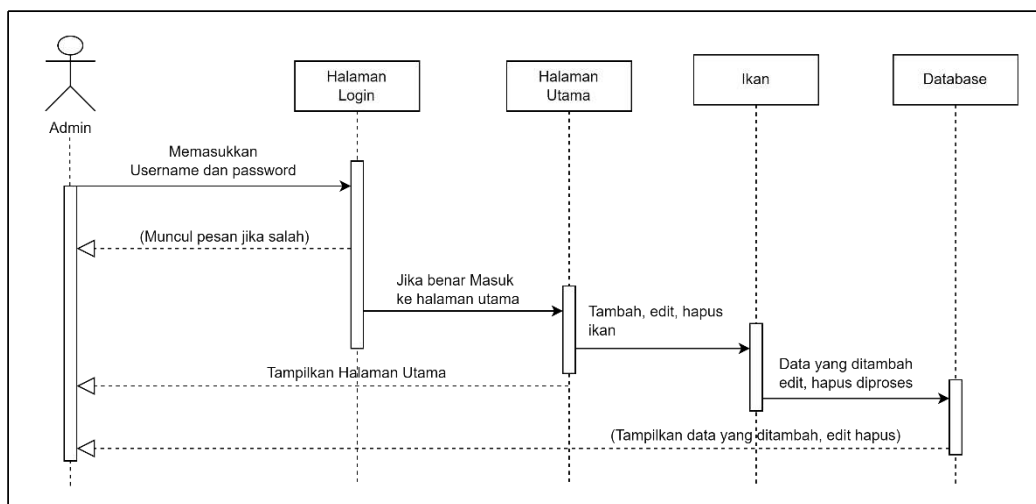 Halaman
Login
Halaman
Utama
Ikan
Database
Admin
Memasukkan
Username dan password
(Muncul pesan jika salah)
Jika benar Masuk
ke halaman utama
Tambah, edit, hapus
ikan
Tampilkan Halaman Utama
Data yang ditambah
edit, hapus diproses
(Tampilkan data yang ditambah, edit hapus)